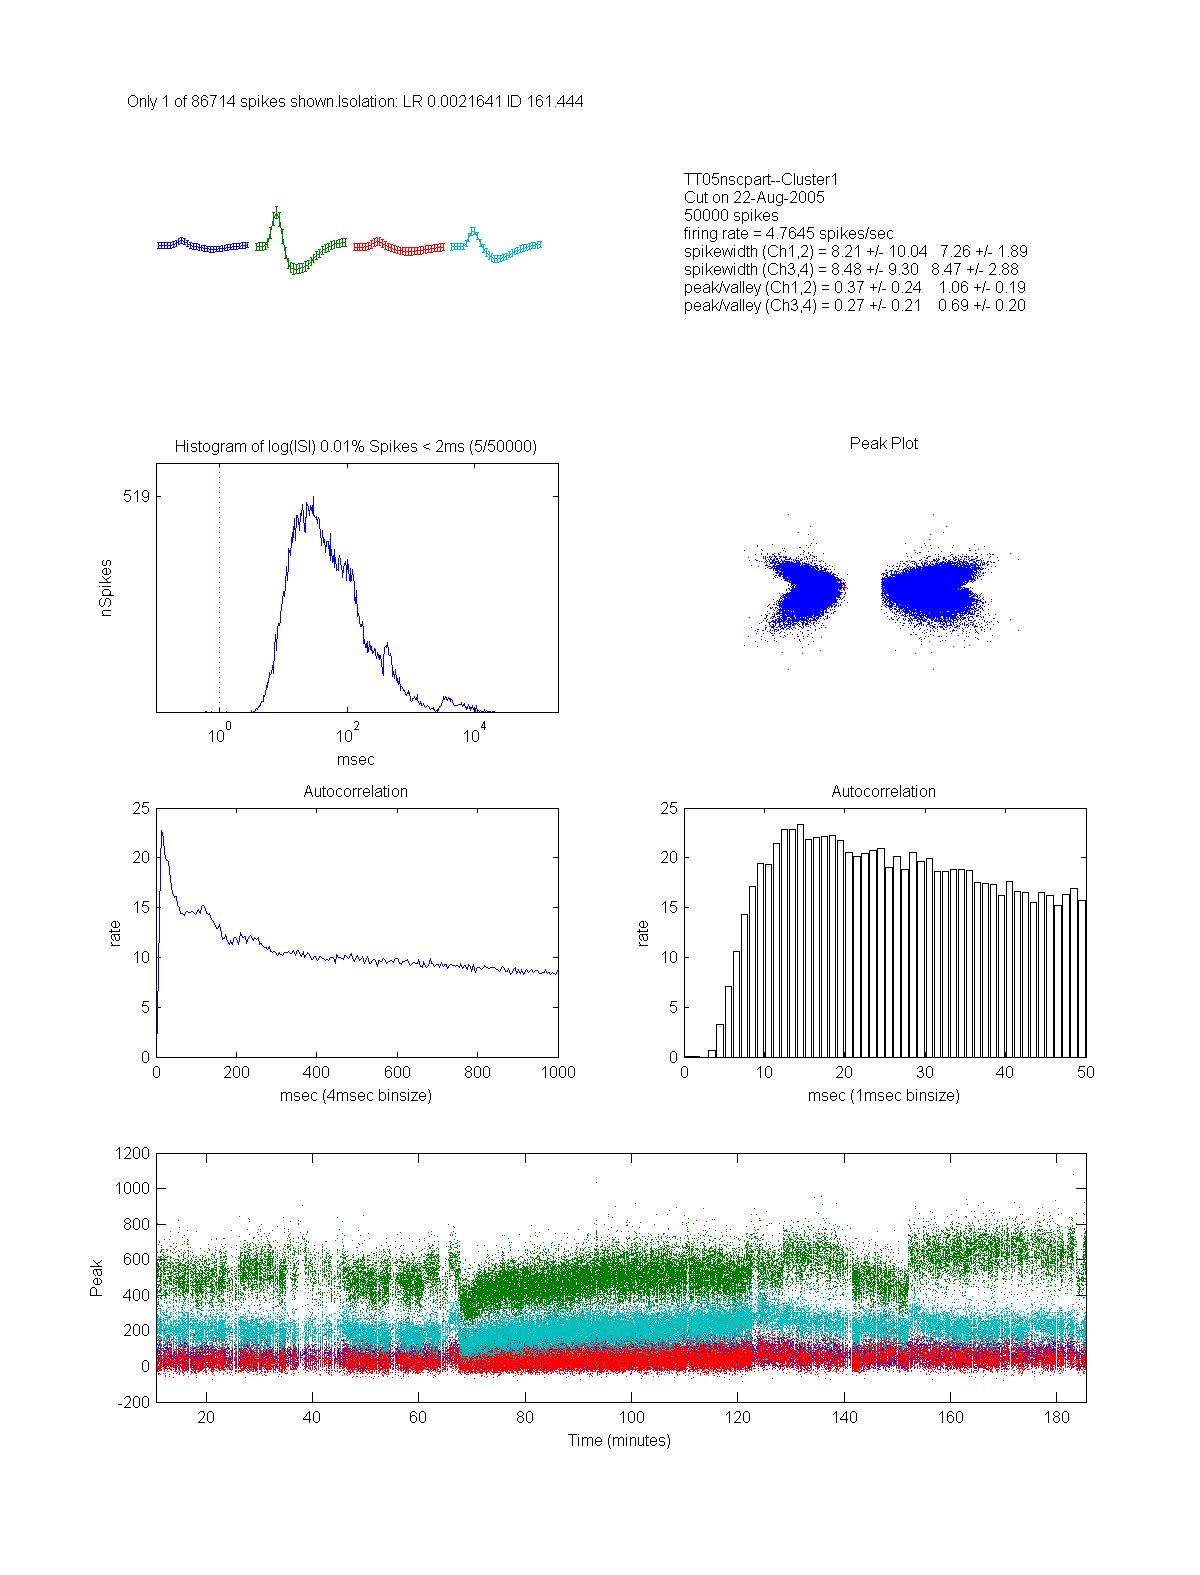 Only 1 of 86714 spikes shown.Isolation: LR 0.0021641 ID 161.444
TT05nscpart--Cluster1
Cut on 22-Aug-2005
50000 spikes
firing rate = 4.7645 spikes/sec
spikewidth (Ch1,2) = 8.21 +/- 10.04 7.26 +/- 1.89
spikewidth (Ch3,4) = 8.48 +/- 9.30 8.47 +/- 2.88
peak/valley (Ch1,2) = 0.37 +/- 0.24 1.06 +/- 0.19
peak/valley (Ch3,4) = 0.27 +/- 0.21 0.69 +/- 0.20
Histogram of log(ISI) 0.01% Spikes < 2ms (5/50000)
519
nSpikes
10^0 10^2 10^4
msec
Peak Plot
Autocorrelation
25
20
15
10
5
0
rate
0 200 400 600 800 1000
msec (4msec binsize)
Autocorrelation
25
20
15
10
5
0
rate
0 10 20 30 40 50
msec (1msec binsize)
1200
1000
800
600
400
200
0
-200
Peak
20 40 60 80 100 120 140 160 180
Time (minutes)